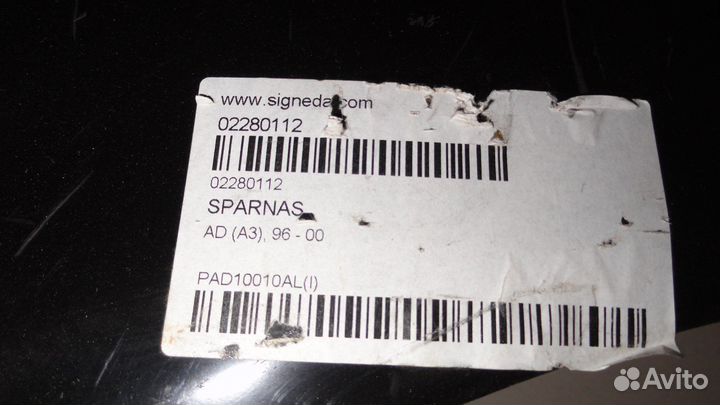 www.signeda.com
02280112
02280112
SPARNAS
AD (A3), 96 - 00
PAD10010AL(I)
Avito